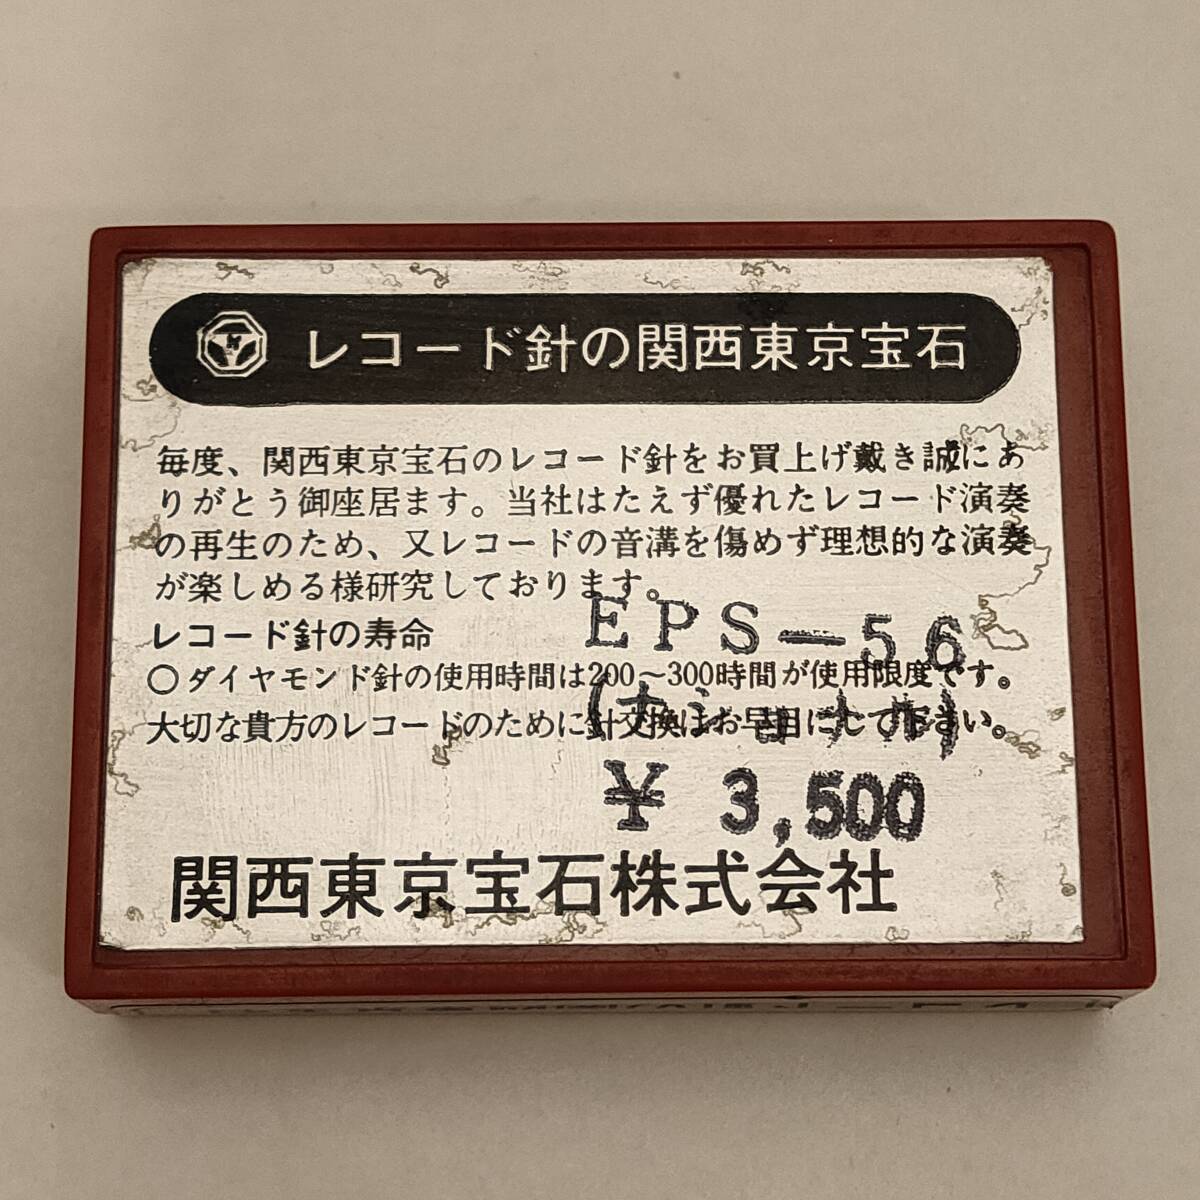 レコード針の関西東京宝石
毎度、関西東京宝石のレコード針をお買上げ戴き誠にあ
りがとう御座居ます。当社はたえず優れたレコード演奏
の再生のため、又レコードの音溝を傷めず理想的な演奏
が楽しめる様研究しております。
EPS-56
レコード針の寿命
○ダイヤモンド針の使用時間は200～300時間が使用限度です。
(ナショナル)
大切な貴方のレコードのために針交換はお早目にして下さい。
¥ 3,500
関西東京宝石株式会社